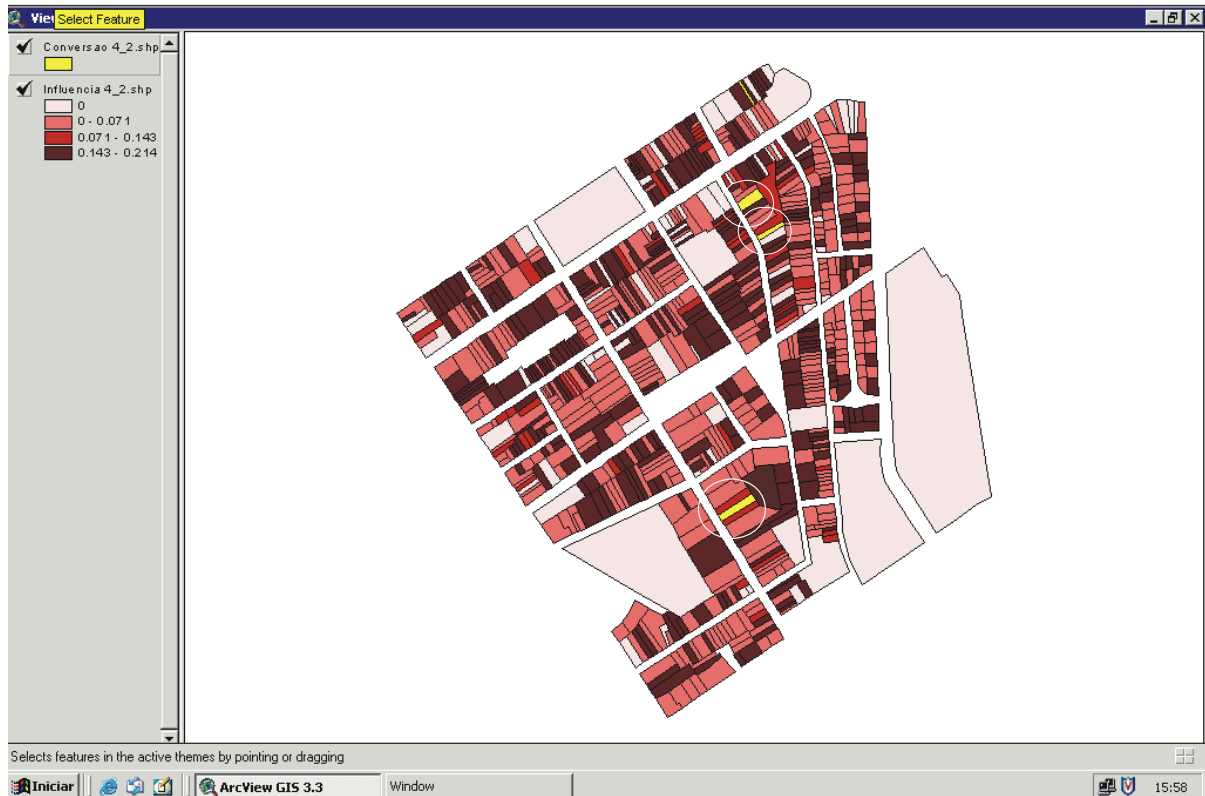 Vie
Select Feature
Conversao 4_2.shp
Influencia 4_2.shp
0
0 - 0.071
0.071 - 0.143
0.143 - 0.214
Selects features in the active themes by pointing or dragging
Iniciar
ArcView GIS 3.3
Window
15:58